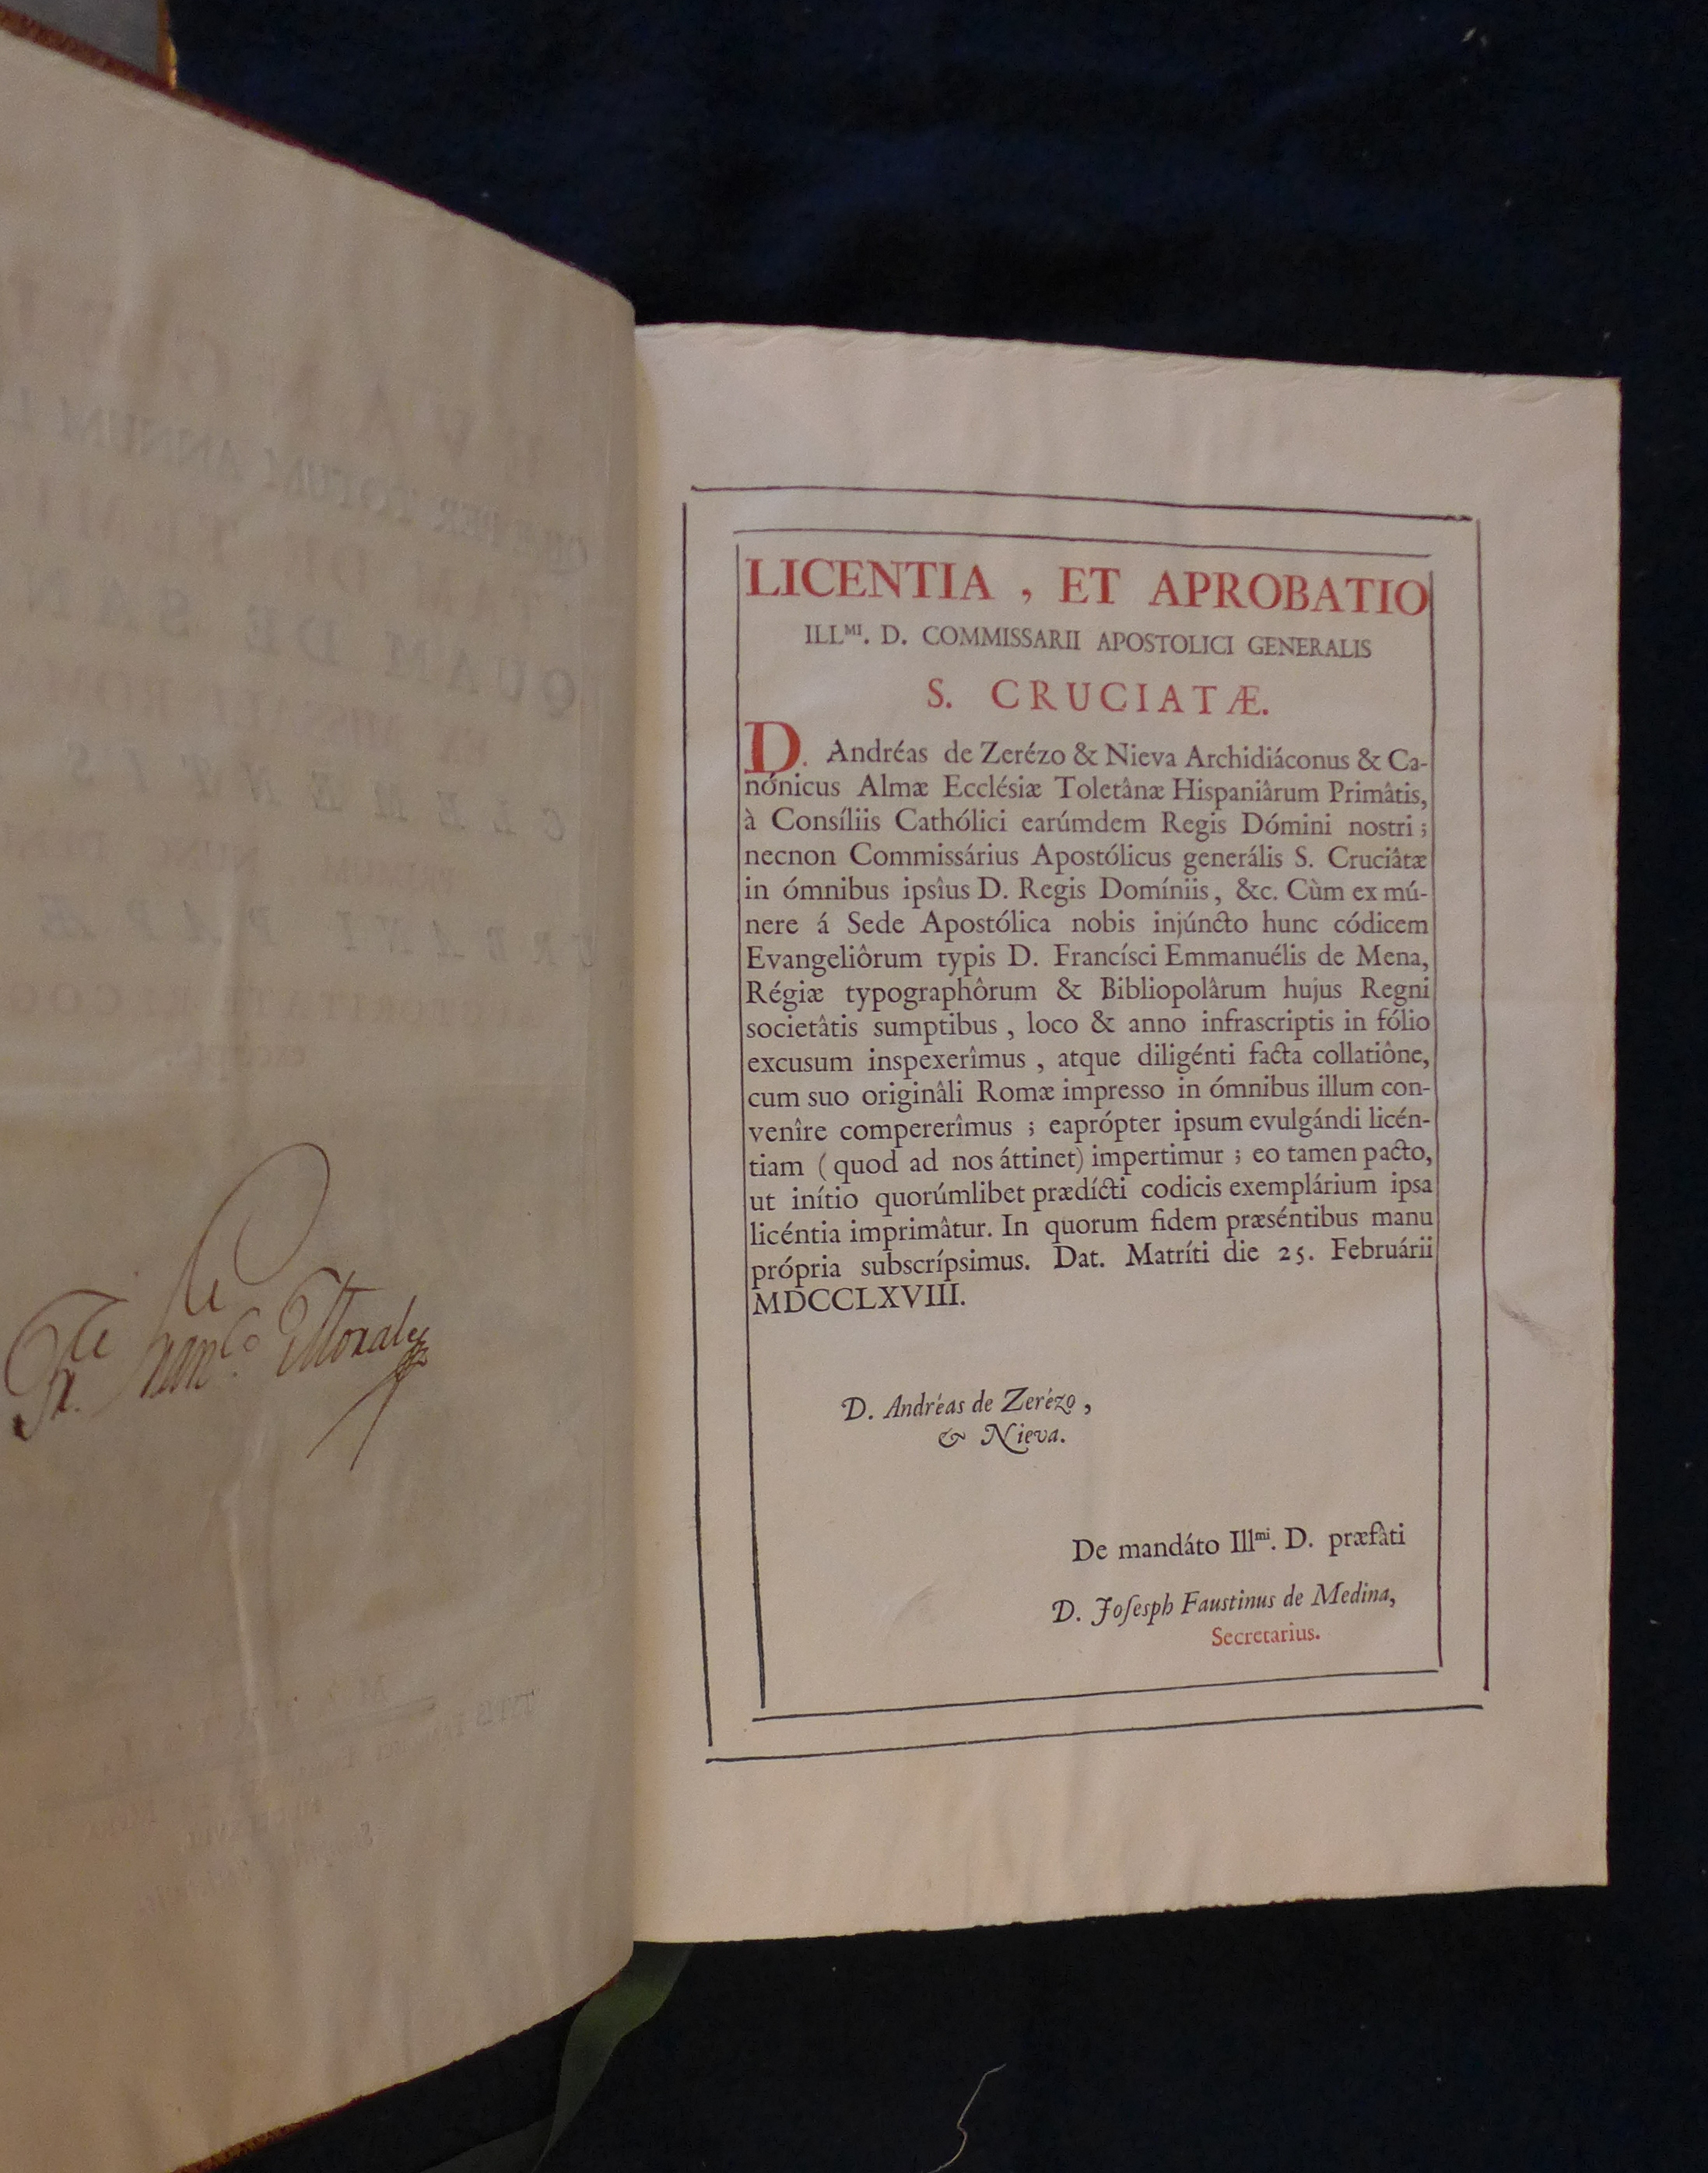 Fr. Franco Morales
LICENTIA , ET APROBATIO
ILLMI. D. COMMISSARII APOSTOLICI GENERALIS
S. CRUCIATÆ.
D. Andréas de Zerézo & Nieva Archidiáconus & Ca-
nónicus Almæ Ecclésiæ Toletânæ Hispaniârum Primâtis,
à Consíliis Cathólici earúmdem Regis Dómini nostri ;
necnon Commissárius Apostólicus generális S. Cruciâtæ
in ómnibus ipsîus D. Regis Domíniis, &c. Cùm ex mú-
nere á Sede Apostólica nobis injúncto hunc códicem
Evangeliôrum typis D. Francísci Emmanuélis de Mena,
Régiæ typographôrum & Bibliopolârum hujus Regni
societâtis sumptibus , loco & anno infrascriptis in fólio
excusum inspexerîmus , atque diligénti facta collatiône,
cum suo originâli Romæ impresso in ómnibus illum con-
venîre compererîmus ; eaprópter ipsum evulgándi licén-
tiam ( quod ad nos áttinet) impertimur ; eo tamen pacto,
ut inítio quorúmlibet prædícti codicis exemplárium ipsa
licéntia imprimâtur. In quorum fidem præséntibus manu
própria subscrípsimus. Dat. Matríti die 25. Februárii
MDCCLXVIII.
D. Andréas de Zerézo ,
& Nieva.
De mandáto Illmi. D. præfâti
D. Joſesph Faustinus de Medina,
Secretarius.